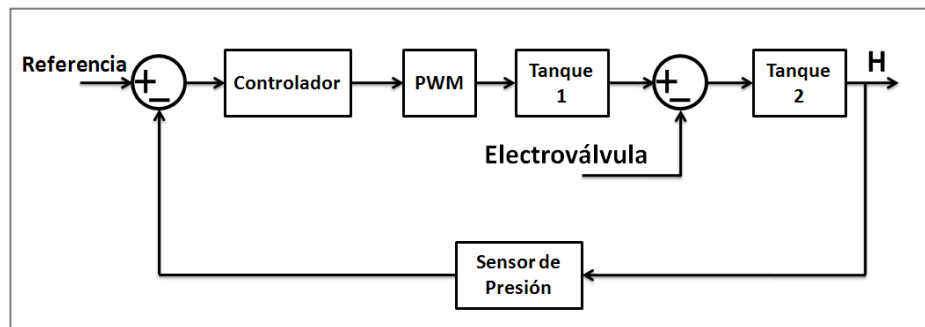 Referencia
+
−
Controlador
PWM
Tanque
1
+
−
Tanque
2
H
Electroválvula
Sensor de
Presión